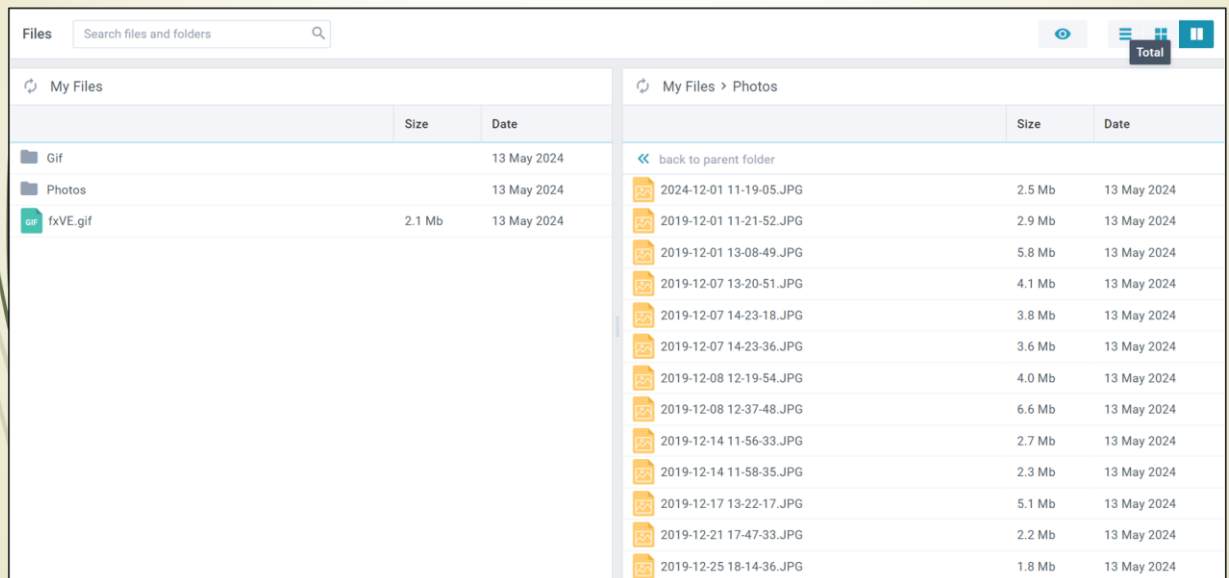 Files Search files and folders
Total
My Files
Size Date
Gif 13 May 2024
Photos 13 May 2024
GIF fxVE.gif 2.1 Mb 13 May 2024
My Files > Photos
Size Date
back to parent folder
2024-12-01 11-19-05.JPG 2.5 Mb 13 May 2024
2019-12-01 11-21-52.JPG 2.9 Mb 13 May 2024
2019-12-01 13-08-49.JPG 5.8 Mb 13 May 2024
2019-12-07 13-20-51.JPG 4.1 Mb 13 May 2024
2019-12-07 14-23-18.JPG 3.8 Mb 13 May 2024
2019-12-07 14-23-36.JPG 3.6 Mb 13 May 2024
2019-12-08 12-19-54.JPG 4.0 Mb 13 May 2024
2019-12-08 12-37-48.JPG 6.6 Mb 13 May 2024
2019-12-14 11-56-33.JPG 2.7 Mb 13 May 2024
2019-12-14 11-58-35.JPG 2.3 Mb 13 May 2024
2019-12-17 13-22-17.JPG 5.1 Mb 13 May 2024
2019-12-21 17-47-33.JPG 2.2 Mb 13 May 2024
2019-12-25 18-14-36.JPG 1.8 Mb 13 May 2024